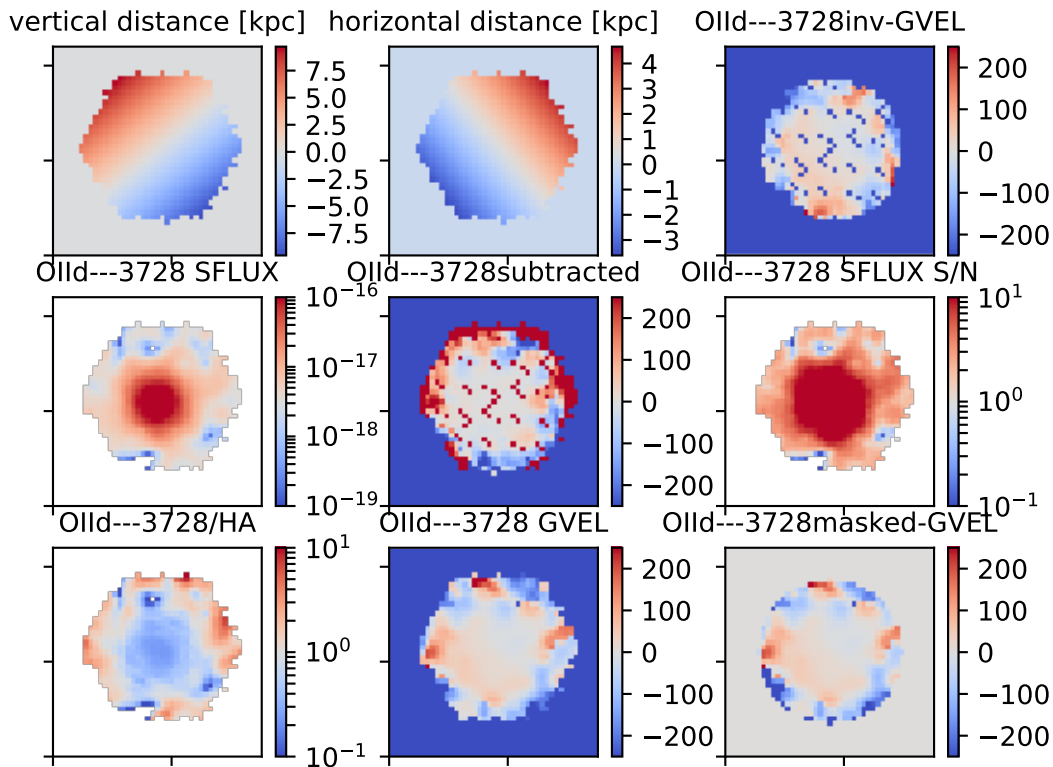 vertical distance [kpc] horizontal distance [kpc] OIId---3728inv-GVEL
7.5 5.0 2.5 0.0 −2.5 −5.0 −7.5
4 3 2 1 0 −1 −2 −3
200 100 0 −100 −200
OIId---3728 SFLUX OIId---3728subtracted OIId---3728 SFLUX S/N
10⁻¹⁶ 10⁻¹⁷ 10⁻¹⁸ 10⁻¹⁹
200 100 0 −100 −200
10¹ 10⁰ 10⁻¹
OIId---3728/HA OIId---3728 GVEL OIId---3728masked-GVEL
10¹ 10⁰ 10⁻¹
200 100 0 −100 −200
200 100 0 −100 −200